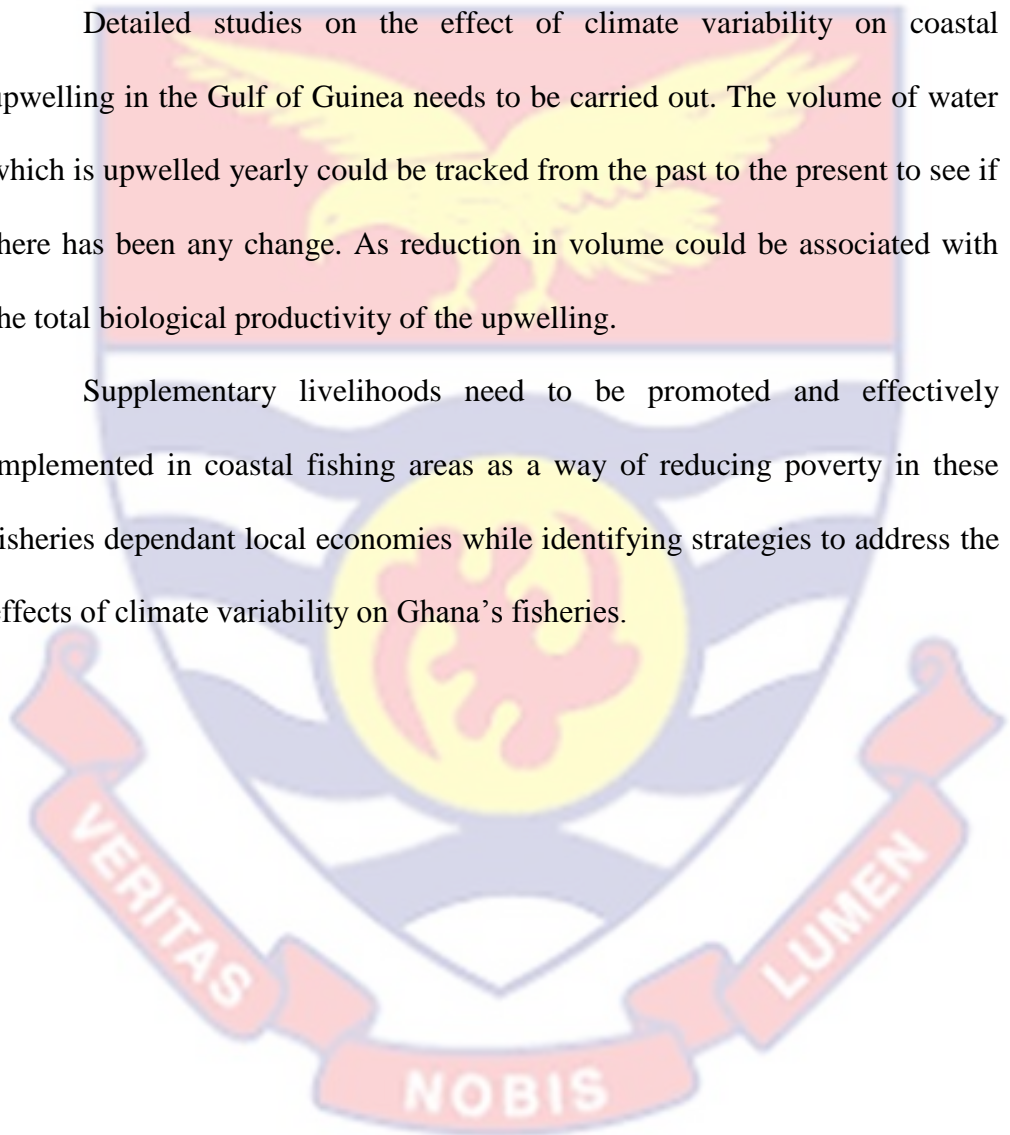 Detailed studies on the effect of climate variability on coastal
upwelling in the Gulf of Guinea needs to be carried out. The volume of water
which is upwelled yearly could be tracked from the past to the present to see if
there has been any change. As reduction in volume could be associated with
the total biological productivity of the upwelling.
Supplementary livelihoods need to be promoted and effectively
implemented in coastal fishing areas as a way of reducing poverty in these
fisheries dependant local economies while identifying strategies to address the
effects of climate variability on Ghana’s fisheries.
VERITAS
NOBIS
LUMEN